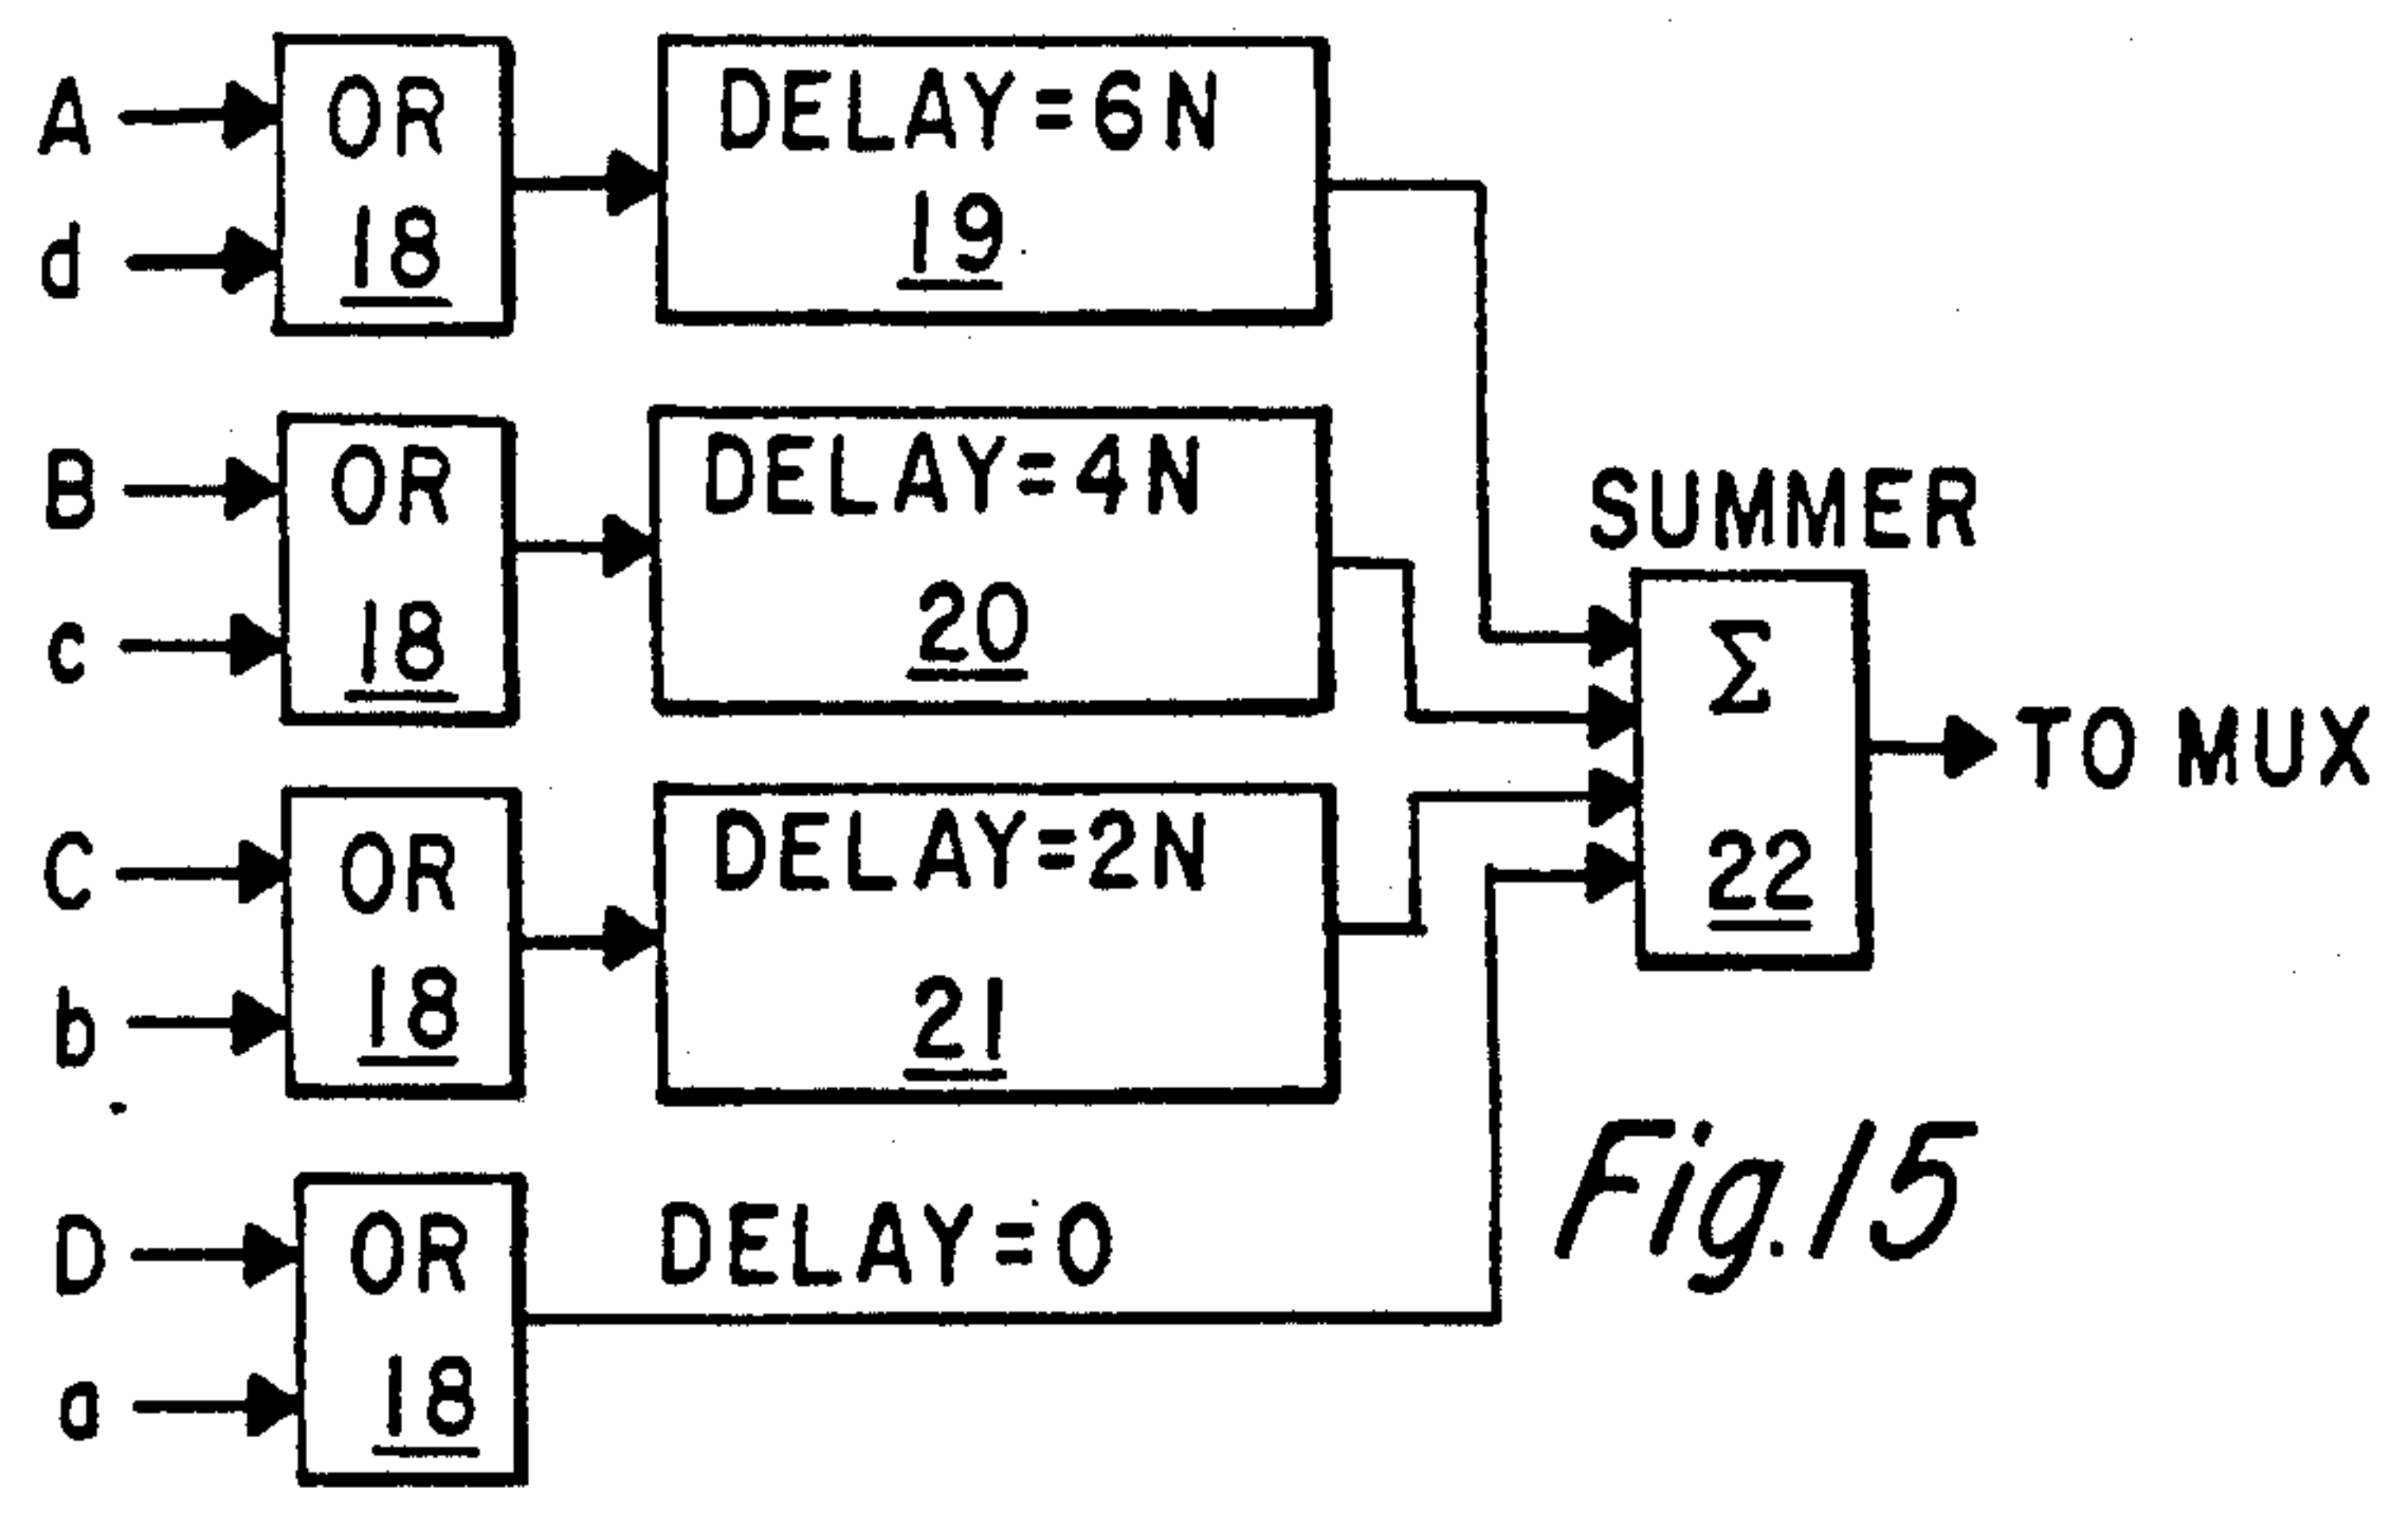 A
d
OR
18
DELAY=6N
19
B
c
OR
18
DELAY=4N
20
SUMMER
Σ
22
TO MUX
C
b
OR
18
DELAY=2N
21
D
a
OR
18
DELAY=0
Fig.15